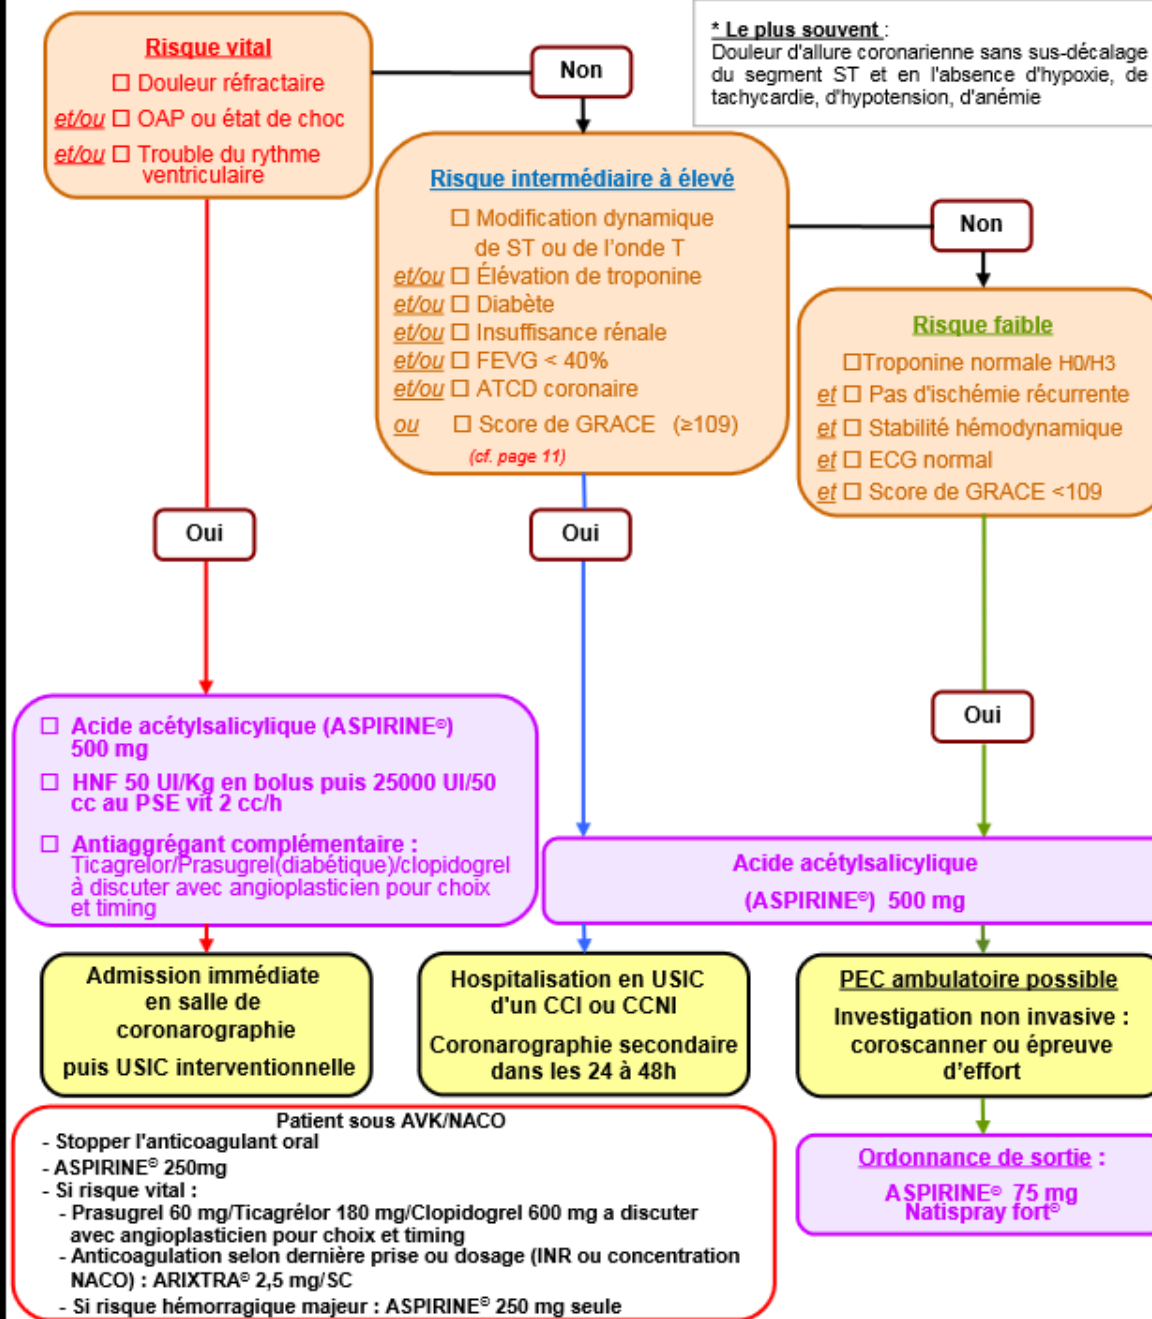 * Le plus souvent :
Douleur d'allure coronarienne sans sus-décalage
du segment ST et en l'absence d'hypoxie, de
tachycardie, d'hypotension, d'anémie
Risque vital
☐ Douleur réfractaire
et/ou ☐ OAP ou état de choc
et/ou ☐ Trouble du rythme
ventriculaire
Non
Risque intermédiaire à élevé
☐ Modification dynamique
de ST ou de l'onde T
et/ou ☐ Élévation de troponine
et/ou ☐ Diabète
et/ou ☐ Insuffisance rénale
et/ou ☐ FEVG < 40%
et/ou ☐ ATCD coronaire
ou ☐ Score de GRACE (≥109)
(cf. page 11)
Non
Risque faible
☐Troponine normale H0/H3
et ☐ Pas d'ischémie récurrente
et ☐ Stabilité hémodynamique
et ☐ ECG normal
et ☐ Score de GRACE <109
Oui
Oui
Oui
☐ Acide acétylsalicylique (ASPIRINE©)
500 mg
☐ HNF 50 UI/Kg en bolus puis 25000 UI/50
cc au PSE vit 2 cc/h
☐ Antiaggrégant complémentaire :
Ticagrelor/Prasugrel(diabétique)/clopidogrel
à discuter avec angioplasticien pour choix
et timing
Acide acétylsalicylique
(ASPIRINE©) 500 mg
Admission immédiate
en salle de
coronarographie
puis USIC interventionnelle
Hospitalisation en USIC
d'un CCI ou CCNI
Coronarographie secondaire
dans les 24 à 48h
PEC ambulatoire possible
Investigation non invasive :
coroscanner ou épreuve
d'effort
Patient sous AVK/NACO
- Stopper l'anticoagulant oral
- ASPIRINE© 250mg
- Si risque vital :
- Prasugrel 60 mg/Ticagrélor 180 mg/Clopidogrel 600 mg a discuter
avec angioplasticien pour choix et timing
- Anticoagulation selon dernière prise ou dosage (INR ou concentration
NACO) : ARIXTRA© 2,5 mg/SC
- Si risque hémorragique majeur : ASPIRINE© 250 mg seule
Ordonnance de sortie :
ASPIRINE© 75 mg
Natispray fort©